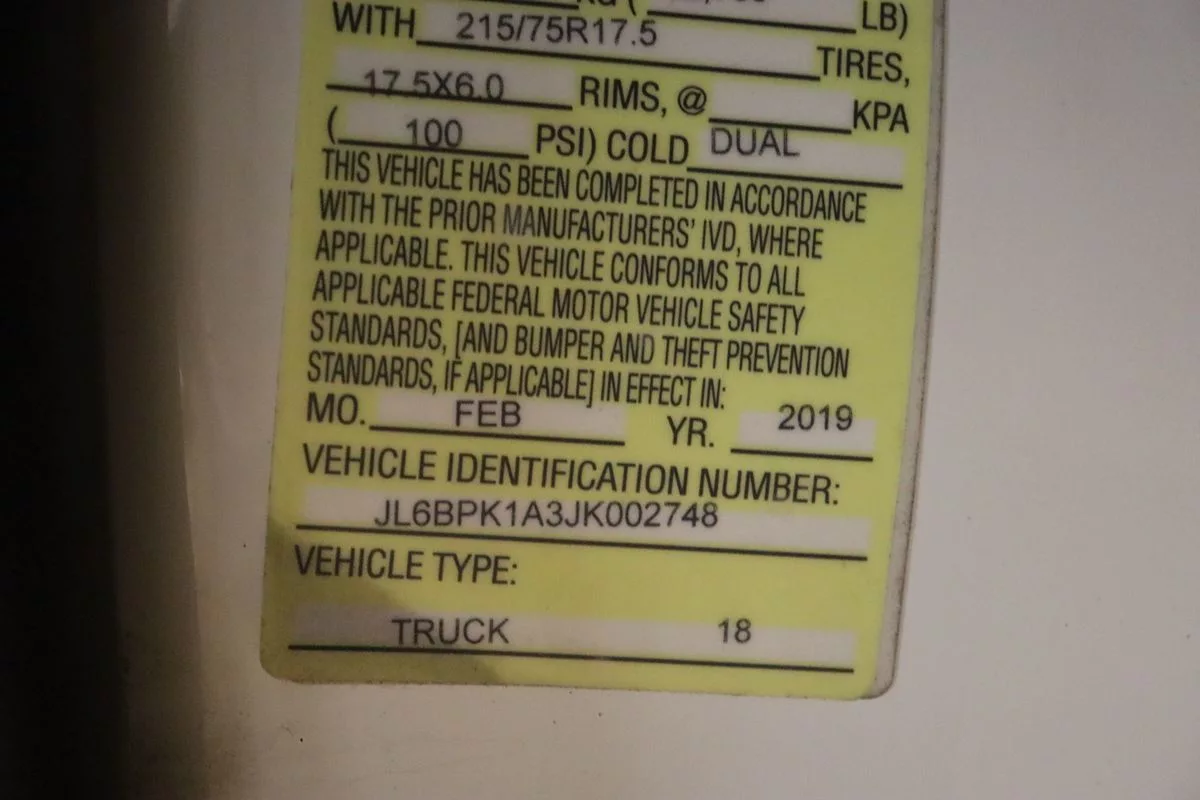 LB)
WITH 215/75R17.5 TIRES,
17.5X6.0 RIMS, @ KPA
( 100 PSI) COLD DUAL
THIS VEHICLE HAS BEEN COMPLETED IN ACCORDANCE
WITH THE PRIOR MANUFACTURERS' IVD, WHERE
APPLICABLE. THIS VEHICLE CONFORMS TO ALL
APPLICABLE FEDERAL MOTOR VEHICLE SAFETY
STANDARDS, [AND BUMPER AND THEFT PREVENTION
STANDARDS, IF APPLICABLE] IN EFFECT IN:
MO. FEB YR. 2019
VEHICLE IDENTIFICATION NUMBER:
JL6BPK1A3JK002748
VEHICLE TYPE:
TRUCK 18